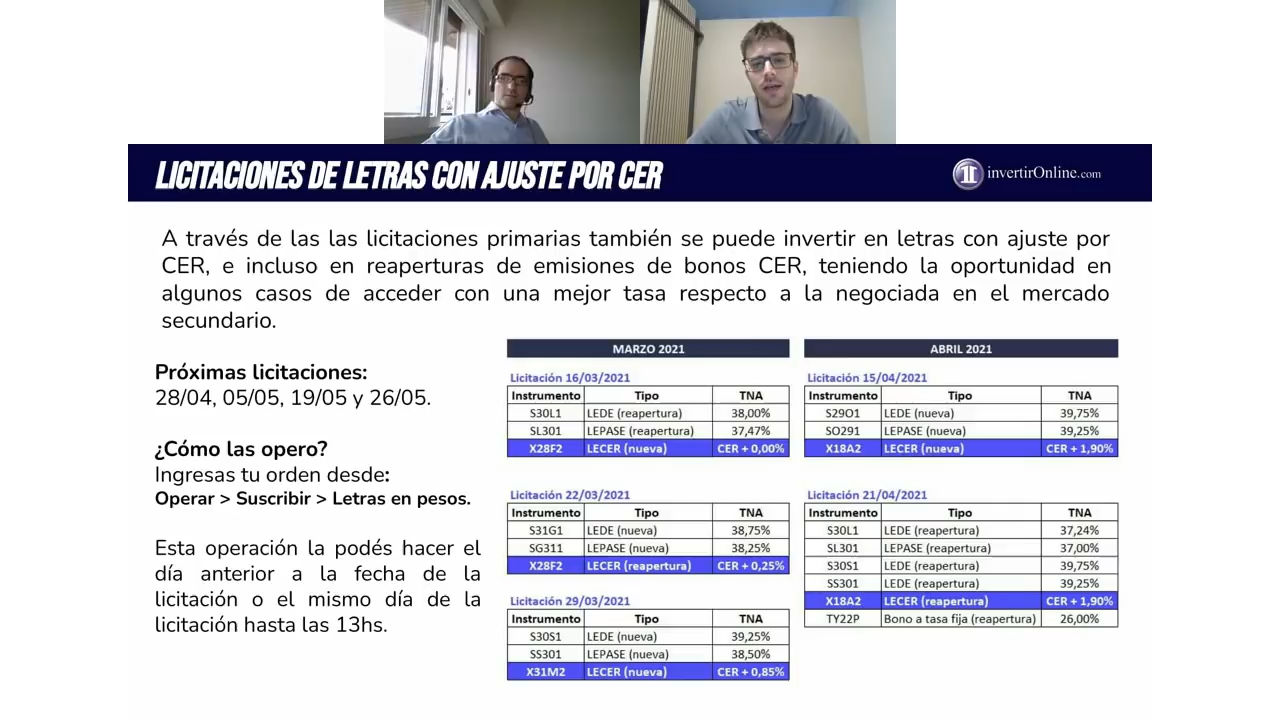 LICITACIONES DE LETRAS CON AJUSTE POR CER
invertirOnline.com
A través de las las licitaciones primarias también se puede invertir en letras con ajuste por
CER, e incluso en reaperturas de emisiones de bonos CER, teniendo la oportunidad en
algunos casos de acceder con una mejor tasa respecto a la negociada en el mercado
secundario.
Próximas licitaciones:
28/04, 05/05, 19/05 y 26/05.
¿Cómo las opero?
Ingresas tu orden desde:
Operar > Suscribir > Letras en pesos.
Esta operación la podés hacer el
día anterior a la fecha de la
licitación o el mismo día de la
licitación hasta las 13hs.
MARZO 2021
Licitación 16/03/2021
Instrumento Tipo TNA
S30L1 LEDE (reapertura) 38,00%
SL301 LEPASE (reapertura) 37,47%
X28F2 LECER (nueva) CER + 0,00%
Licitación 22/03/2021
Instrumento Tipo TNA
S31G1 LEDE (nueva) 38,75%
SG311 LEPASE (nueva) 38,25%
X28F2 LECER (reapertura) CER + 0,25%
Licitación 29/03/2021
Instrumento Tipo TNA
S30S1 LEDE (nueva) 39,25%
SS301 LEPASE (nueva) 38,50%
X31M2 LECER (nueva) CER + 0,85%
ABRIL 2021
Licitación 15/04/2021
Instrumento Tipo TNA
S29O1 LEDE (nueva) 39,75%
SO291 LEPASE (nueva) 39,25%
X18A2 LECER (nueva) CER + 1,90%
Licitación 21/04/2021
Instrumento Tipo TNA
S30L1 LEDE (reapertura) 37,24%
SL301 LEPASE (reapertura) 37,00%
S30S1 LEDE (reapertura) 39,75%
SS301 LEDE (reapertura) 39,25%
X18A2 LECER (reapertura) CER + 1,90%
TY22P Bono a tasa fija (reapertura) 26,00%